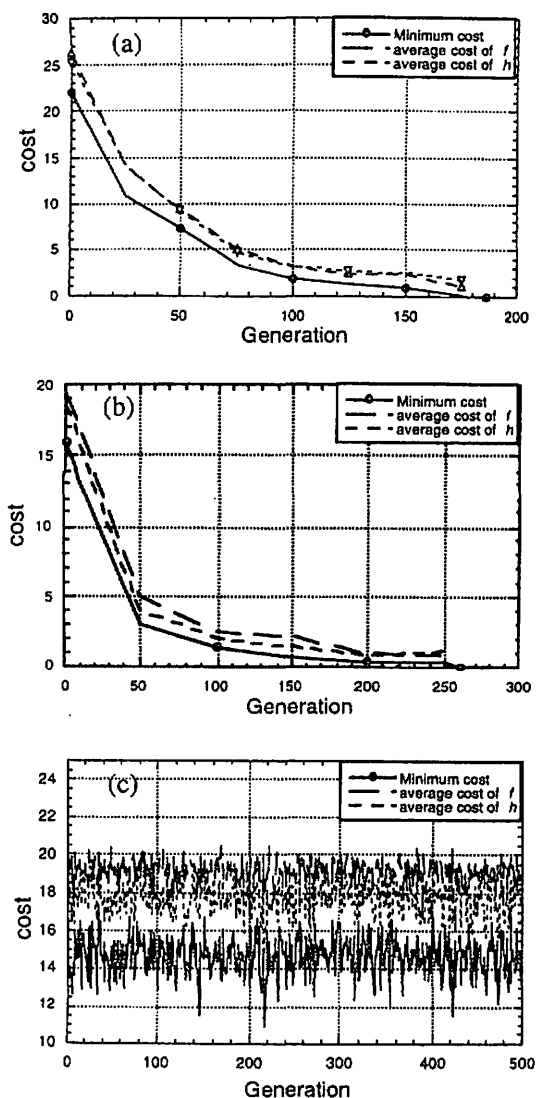 (a)
Minimum cost
average cost of f
average cost of h
30
25
20
15
10
5
0
cost
0 50 100 150 200
Generation
(b)
Minimum cost
average cost of f
average cost of h
20
15
10
5
0
cost
0 50 100 150 200 250 300
Generation
(c)
Minimum cost
average cost of f
average cost of h
24
22
20
18
16
14
12
10
cost
0 100 200 300 400 500
Generation